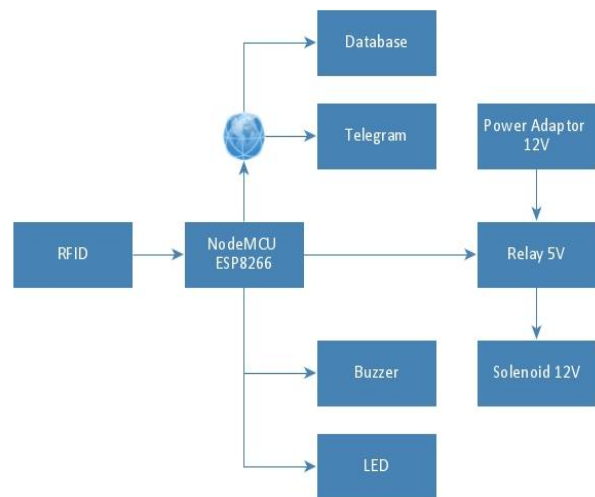 Database
Telegram
Power Adaptor
12V
RFID
NodeMCU
ESP8266
Relay 5V
Buzzer
Solenoid 12V
LED